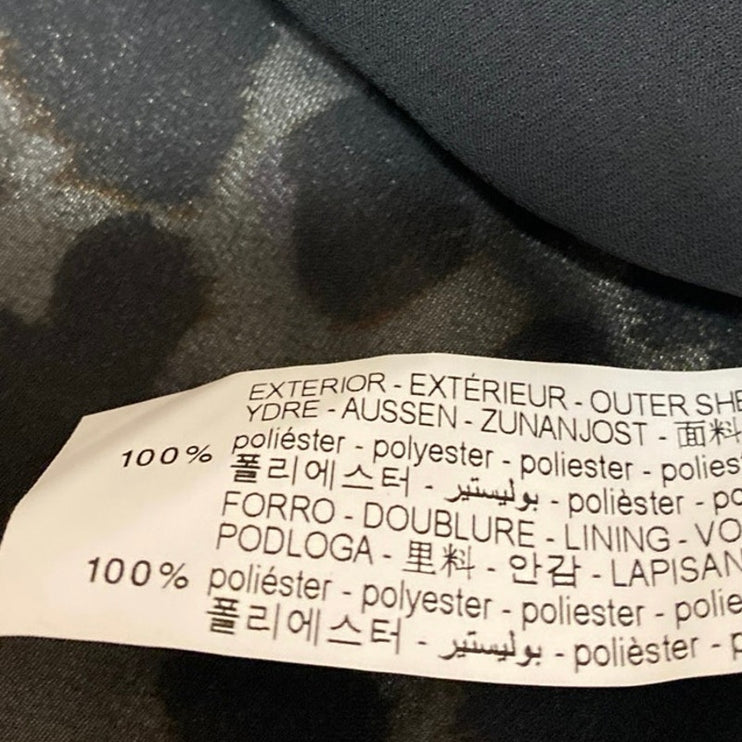 EXTERIOR - EXTÉRIEUR - OUTER SHE
YDRE - AUSSEN - ZUNANJOST - 面料
100% poliéster - polyester - poliester - polies
폴리에스터 - بوليستير - polièster - po
FORRO - DOUBLURE - LINING - VO
PODLOGA - 里料 - 안감 - LAPISAN
100% poliéster - polyester - poliester - polie
폴리에스터 - بوليستير - polièster - p